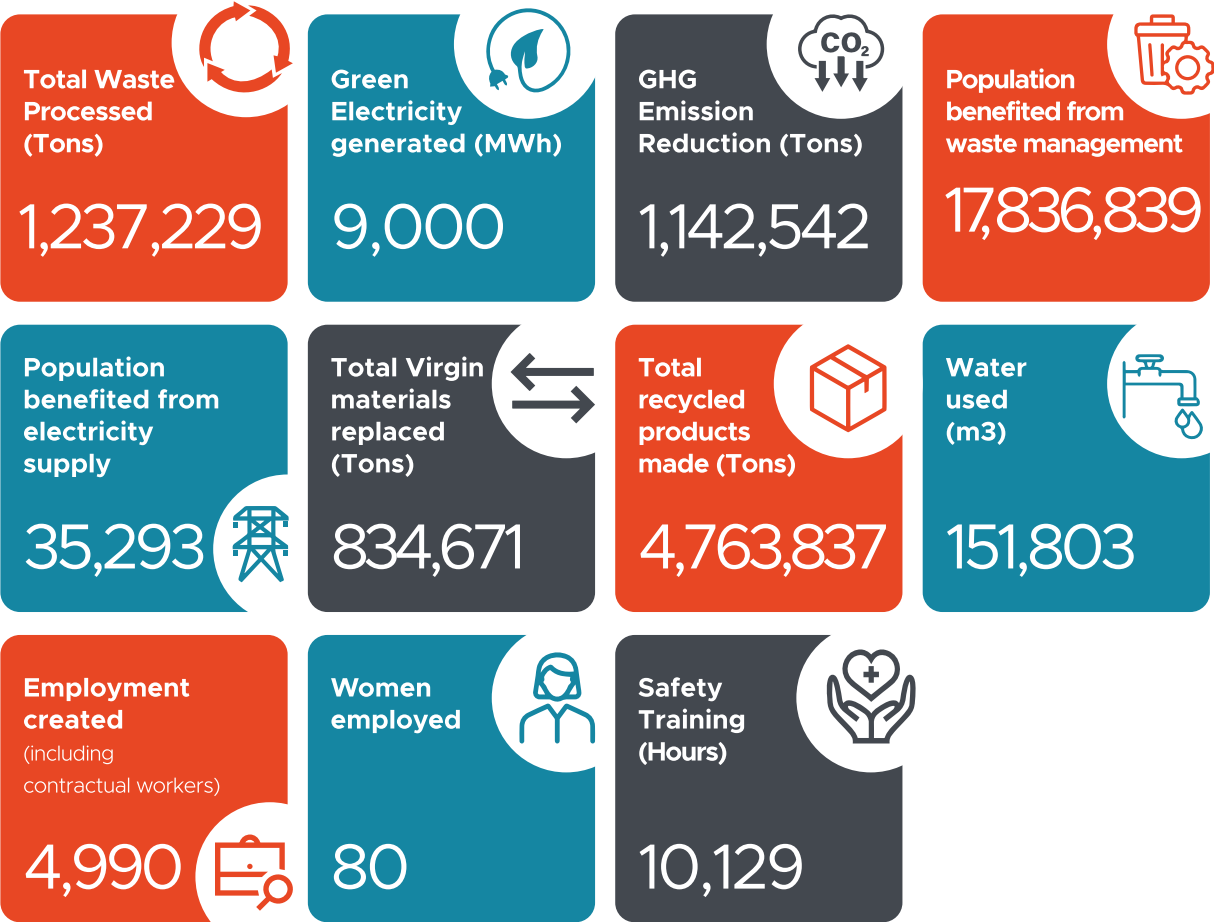 Total Waste
Processed
(Tons)
1,237,229
Green
Electricity
generated (MWh)
9,000
GHG
Emission
Reduction (Tons)
1,142,542
CO₂
Population
benefited from
waste management
17,836,839
Population
benefited from
electricity
supply
35,293
Total Virgin
materials
replaced
(Tons)
834,671
Total
recycled
products
made (Tons)
4,763,837
Water
used
(m3)
151,803
Employment
created
(including
contractual workers)
4,990
Women
employed
80
Safety
Training
(Hours)
10,129